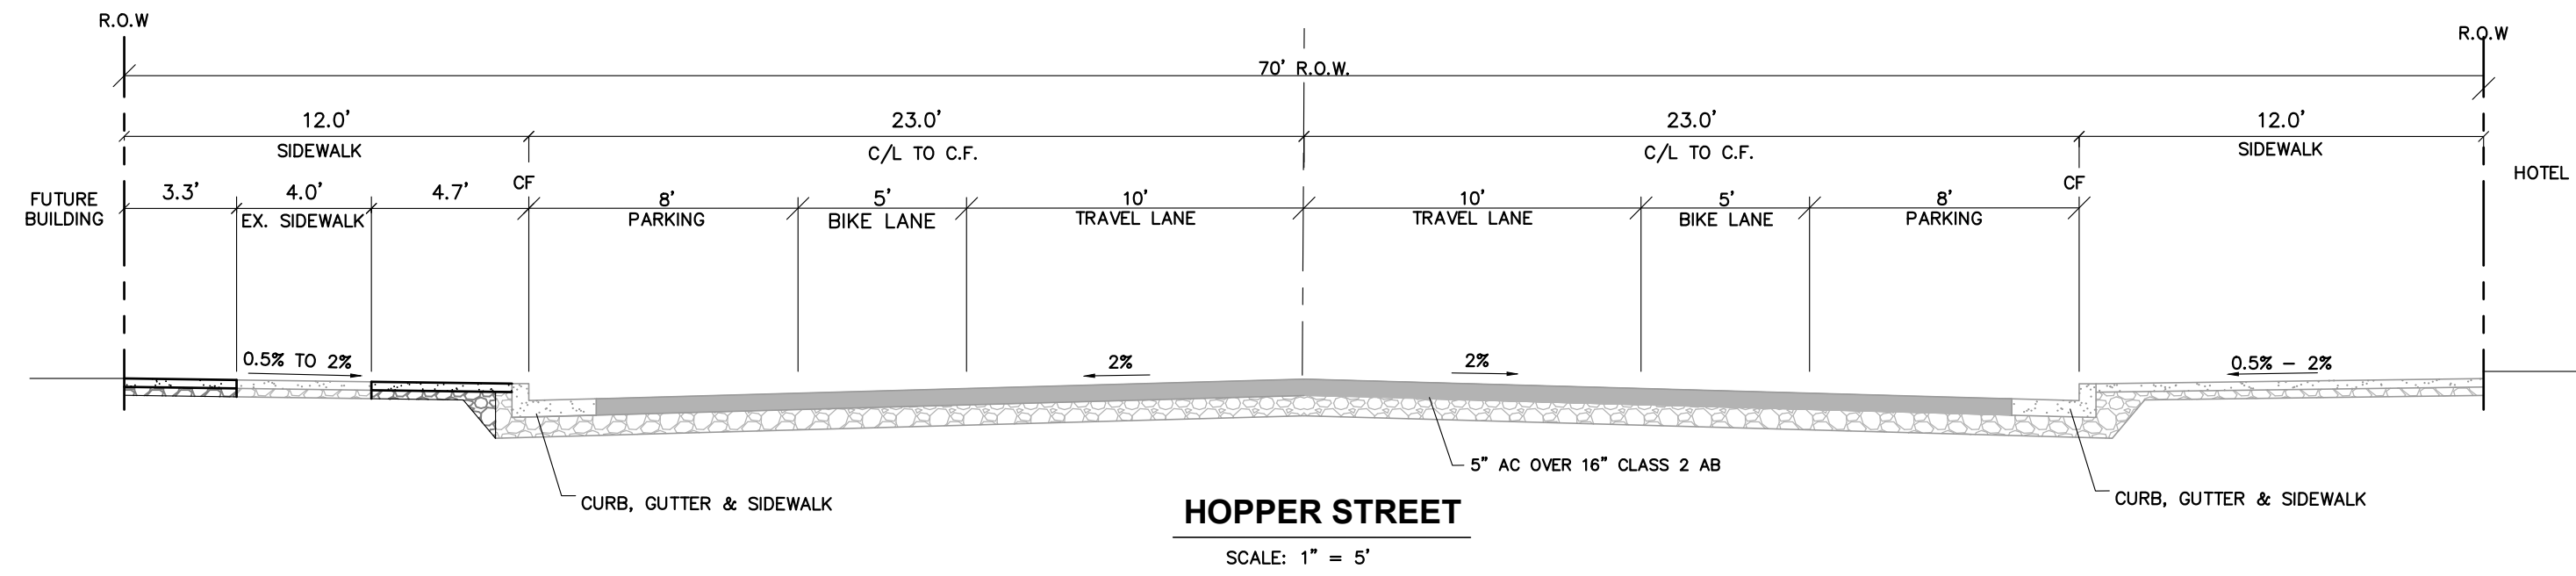 R.O.W
R.O.W
70' R.O.W.
12.0'
23.0'
23.0'
12.0'
SIDEWALK
C/L TO C.F.
C/L TO C.F.
SIDEWALK
FUTURE
BUILDING
3.3'
4.0'
4.7'
CF
8'
5'
10'
10'
5'
8'
CF
HOTEL
EX. SIDEWALK
PARKING
BIKE LANE
TRAVEL LANE
TRAVEL LANE
BIKE LANE
PARKING
0.5% TO 2%
2%
2%
0.5% - 2%
5" AC OVER 16" CLASS 2 AB
CURB, GUTTER & SIDEWALK
CURB, GUTTER & SIDEWALK
HOPPER STREET
SCALE: 1" = 5'